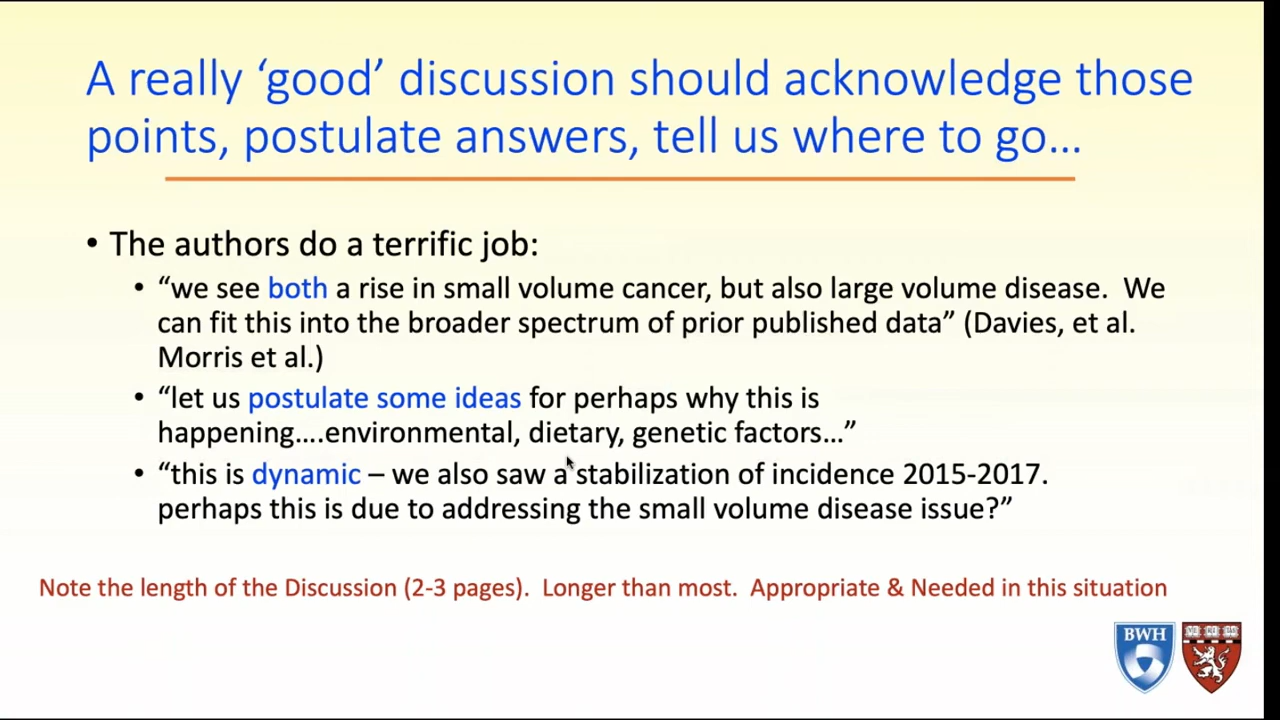 A really ‘good’ discussion should acknowledge those
points, postulate answers, tell us where to go…
• The authors do a terrific job:
• “we see both a rise in small volume cancer, but also large volume disease. We
can fit this into the broader spectrum of prior published data” (Davies, et al.
Morris et al.)
• “let us postulate some ideas for perhaps why this is
happening….environmental, dietary, genetic factors…”
• “this is dynamic – we also saw a stabilization of incidence 2015-2017.
perhaps this is due to addressing the small volume disease issue?”
Note the length of the Discussion (2-3 pages). Longer than most. Appropriate & Needed in this situation
BWH